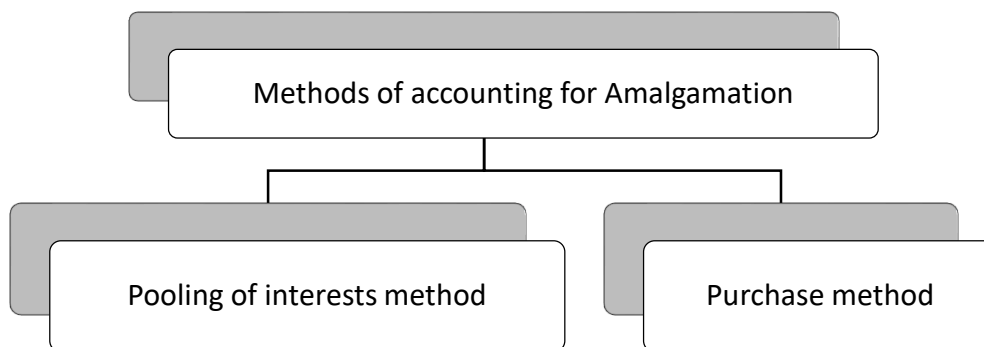 Methods of accounting for Amalgamation
Pooling of interests method
Purchase method